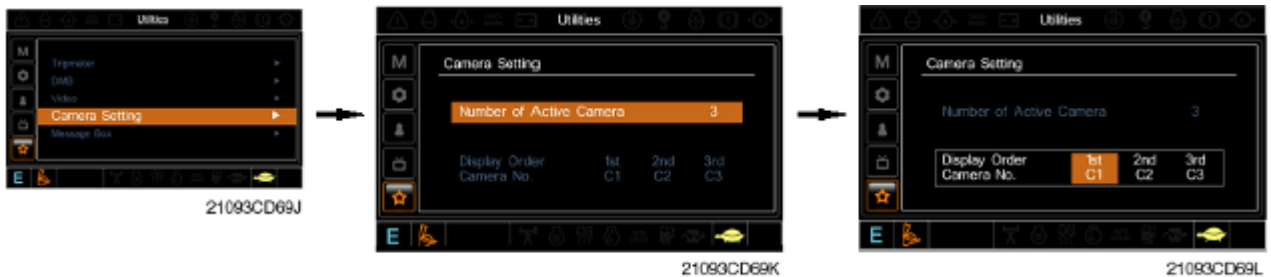 Utilities
M
Tripmeter
DMB
Video
Camera Setting
Message Box
E
21093CD69J
Utilities
M
Camera Setting
Number of Active Camera 3
Display Order 1st 2nd 3rd
Camera No. C1 C2 C3
E
21093CD69K
Utilities
M
Camera Setting
Number of Active Camera 3
Display Order 1st 2nd 3rd
Camera No. C1 C2 C3
E
21093CD69L